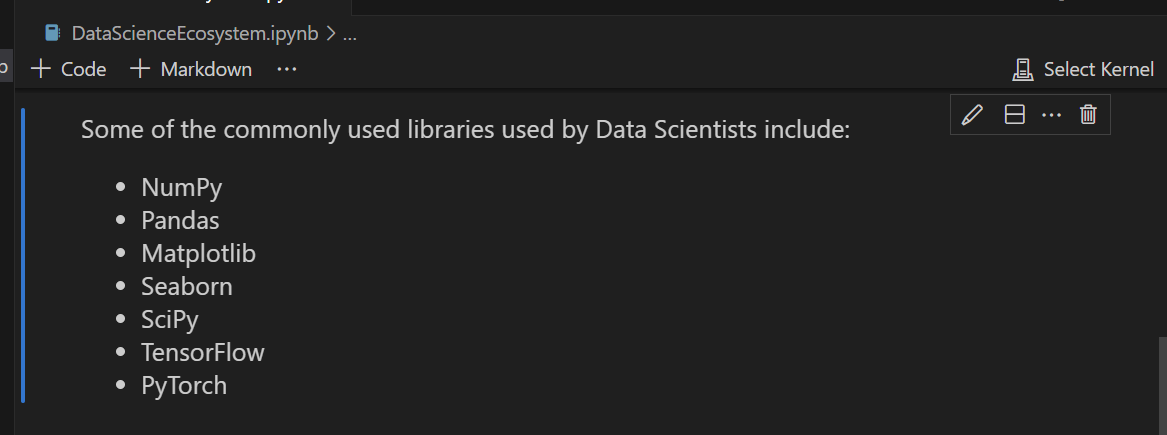 DataScienceEcosystem.ipynb > ...
+ Code + Markdown ...
Select Kernel
Some of the commonly used libraries used by Data Scientists include:
• NumPy
• Pandas
• Matplotlib
• Seaborn
• SciPy
• TensorFlow
• PyTorch